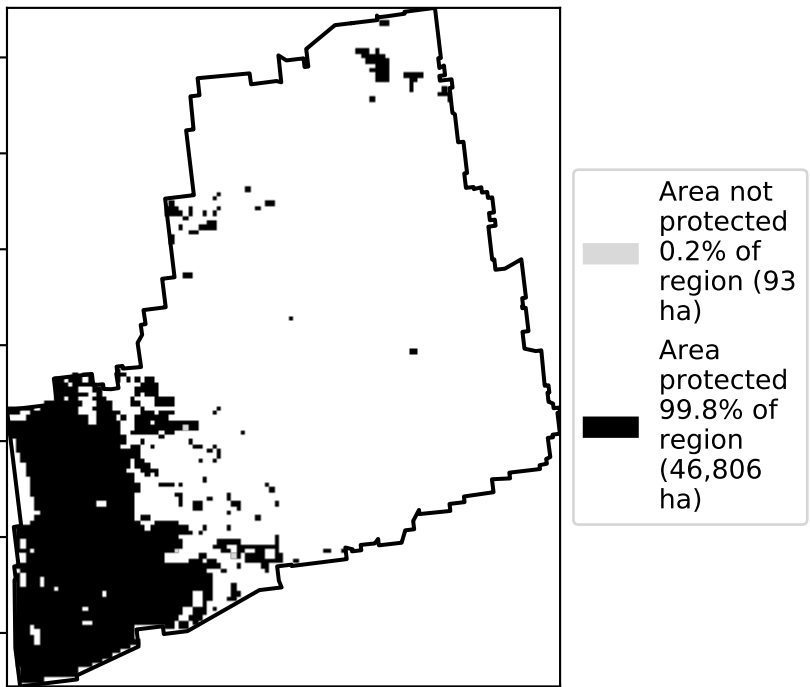 Area not
protected
0.2% of
region (93
ha)
Area
protected
99.8% of
region
(46,806
ha)